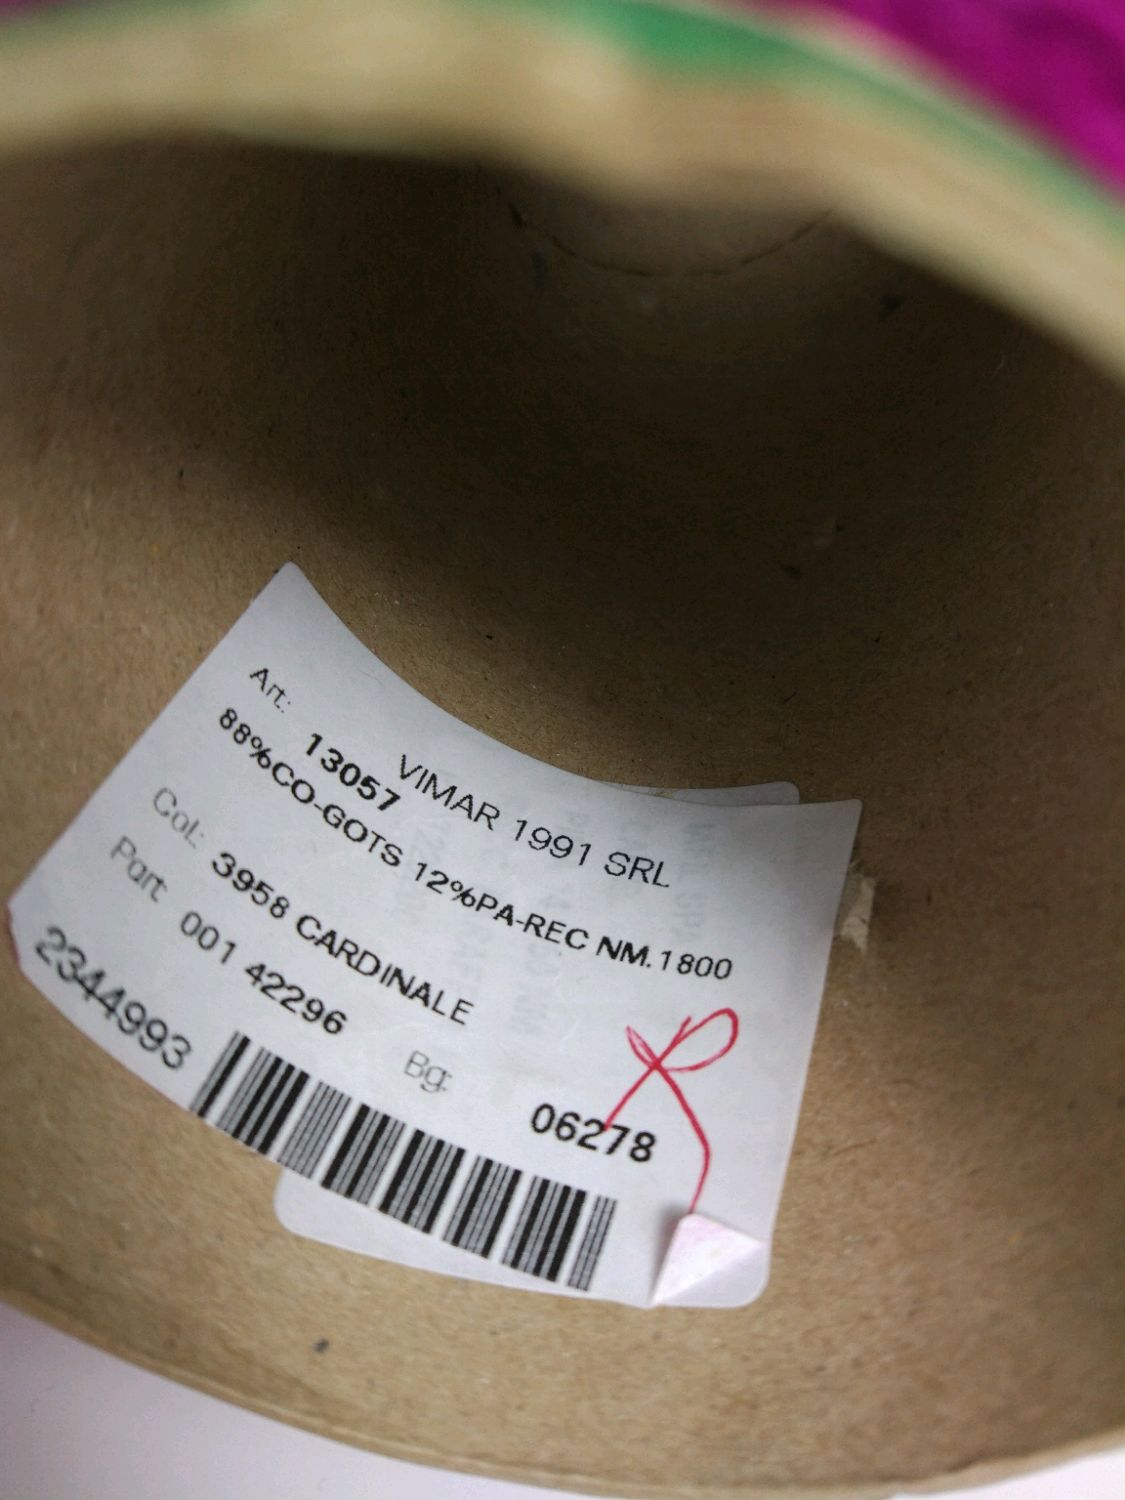 VIMAR 1991 SRL
Art: 13057
88%CO-GOTS 12%PA-REC NM.1800
Col.: 3958 CARDINALE
Part: 001 42296 Bg: 06278
2344993